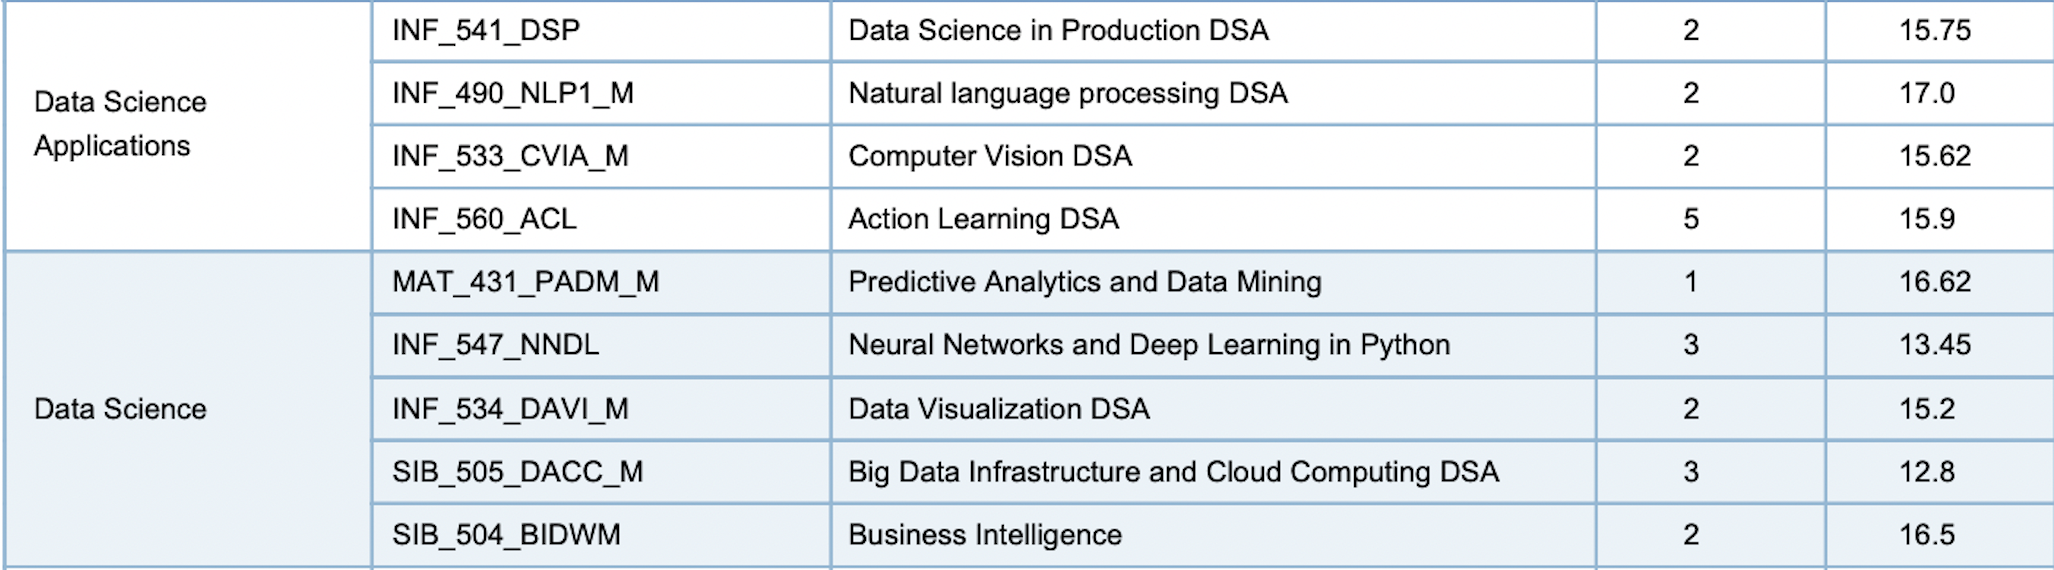 Data Science
Applications
INF_541_DSP Data Science in Production DSA 2 15.75
INF_490_NLP1_M Natural language processing DSA 2 17.0
INF_533_CVIA_M Computer Vision DSA 2 15.62
INF_560_ACL Action Learning DSA 5 15.9
Data Science
MAT_431_PADM_M Predictive Analytics and Data Mining 1 16.62
INF_547_NNDL Neural Networks and Deep Learning in Python 3 13.45
INF_534_DAVI_M Data Visualization DSA 2 15.2
SIB_505_DACC_M Big Data Infrastructure and Cloud Computing DSA 3 12.8
SIB_504_BIDWM Business Intelligence 2 16.5